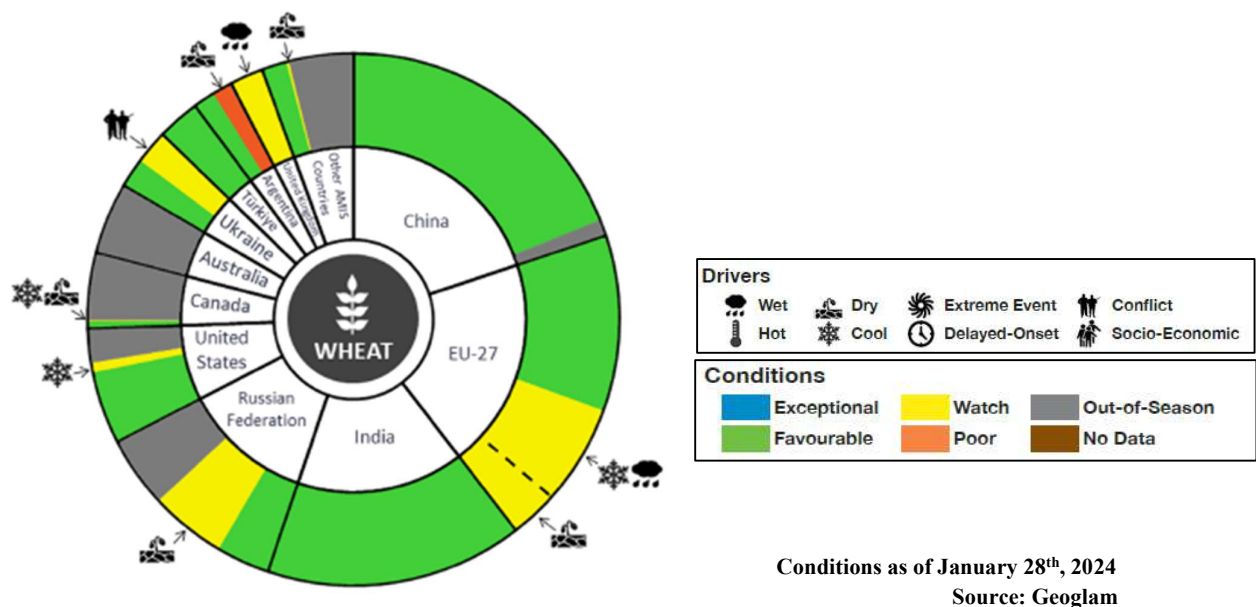 Other AMIS
Countries
United Kingdom
Argentina
Türkiye
Ukraine
Australia
Canada
United
States
Russian
Federation
India
EU-27
China
WHEAT
Drivers
Wet
Dry
Extreme Event
Conflict
Hot
Cool
Delayed-Onset
Socio-Economic
Conditions
Exceptional
Watch
Out-of-Season
Favourable
Poor
No Data
Conditions as of January 28th, 2024
Source: Geoglam